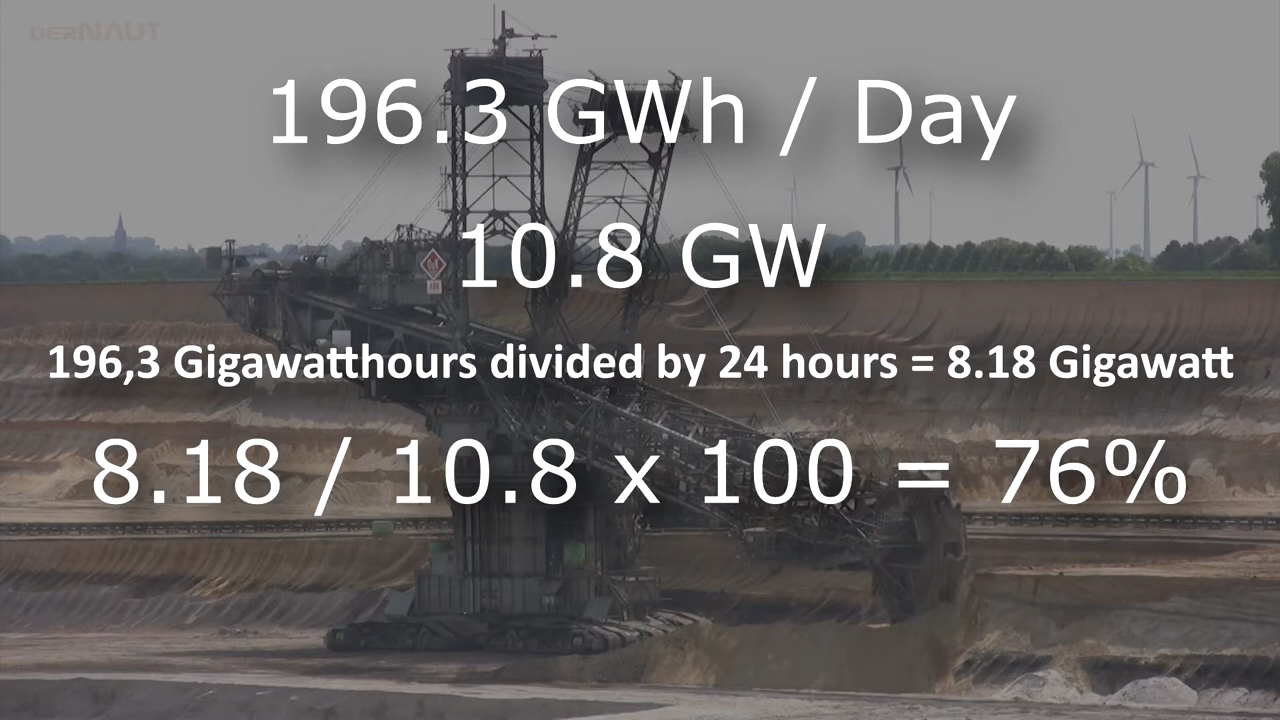 DERNAUT
196.3 GWh / Day
10.8 GW
196,3 Gigawatthours divided by 24 hours = 8.18 Gigawatt
8.18 / 10.8 x 100 = 76%